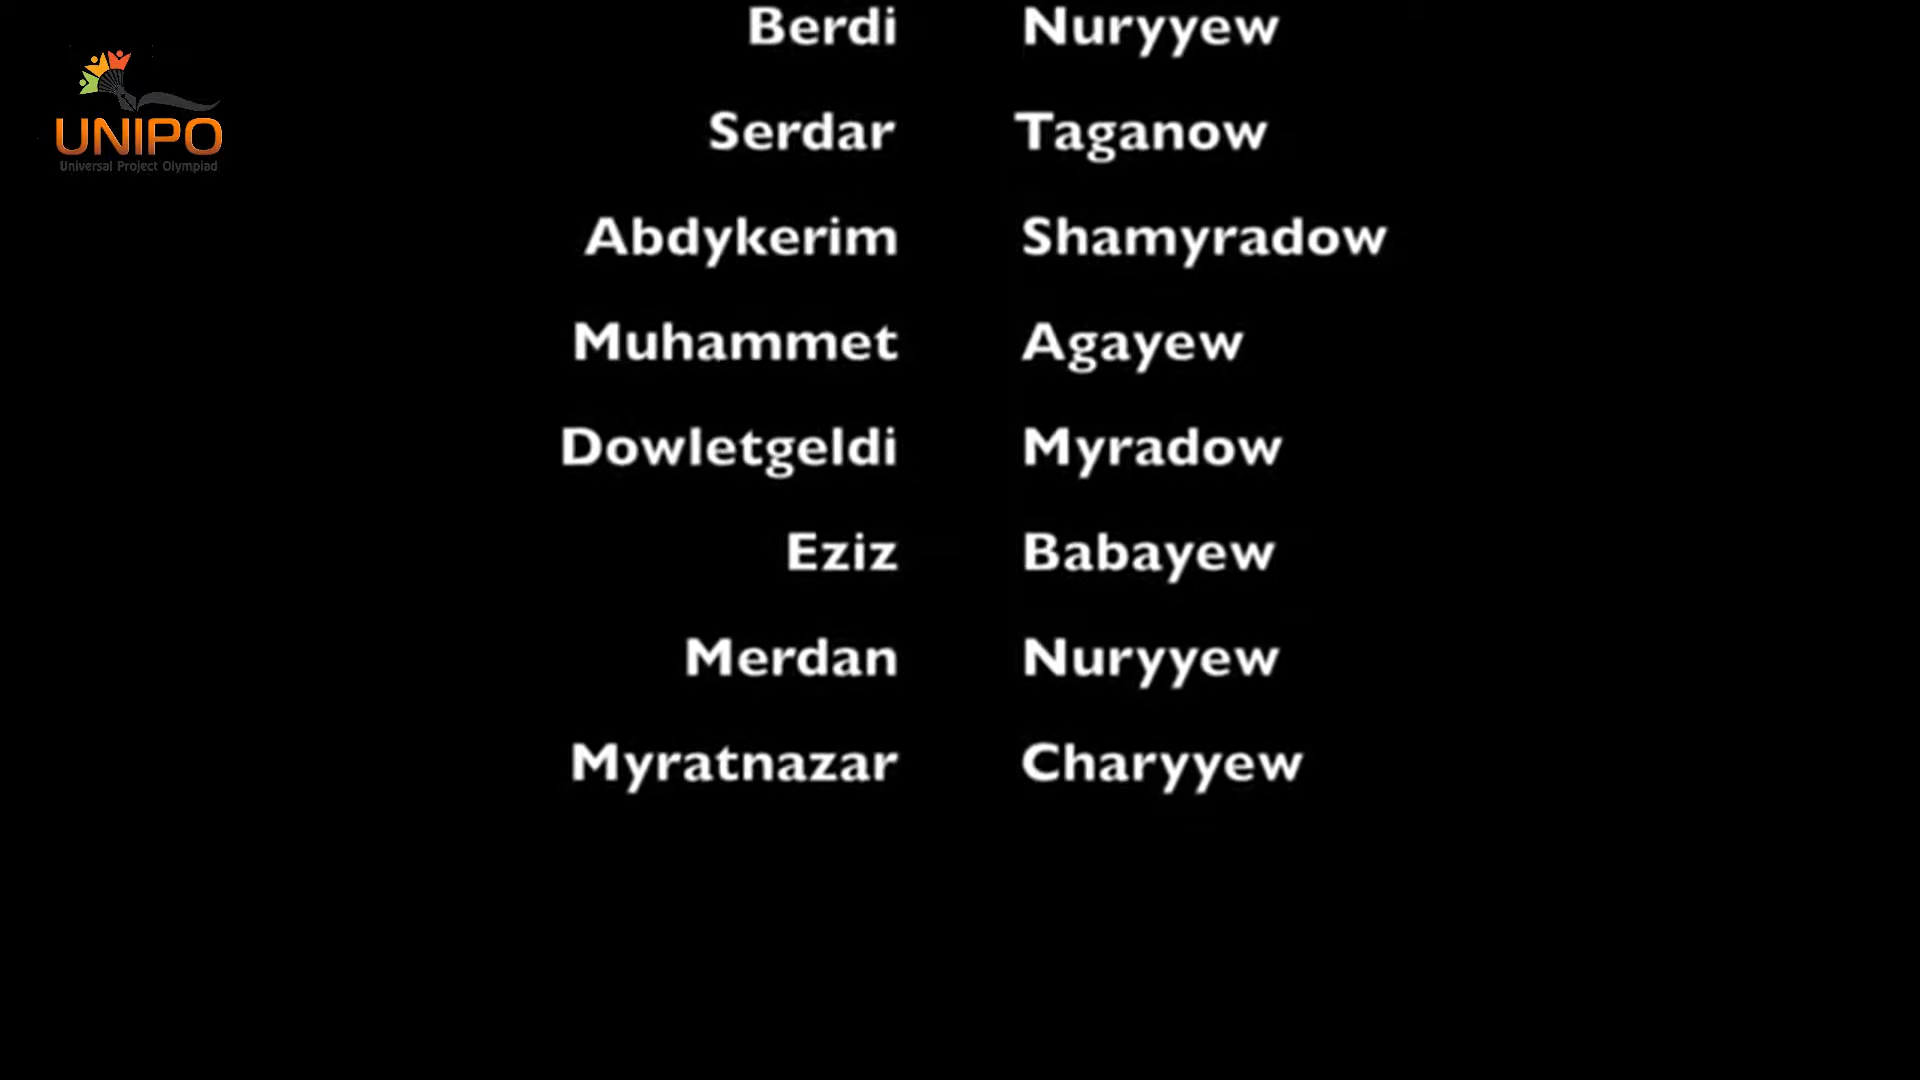 UNIPO
Universal Project Olympiad
Berdi Nuryyew
Serdar Taganow
Abdykerim Shamyradow
Muhammet Agayew
Dowletgeldi Myradow
Eziz Babayew
Merdan Nuryyew
Myratnazar Charyyew